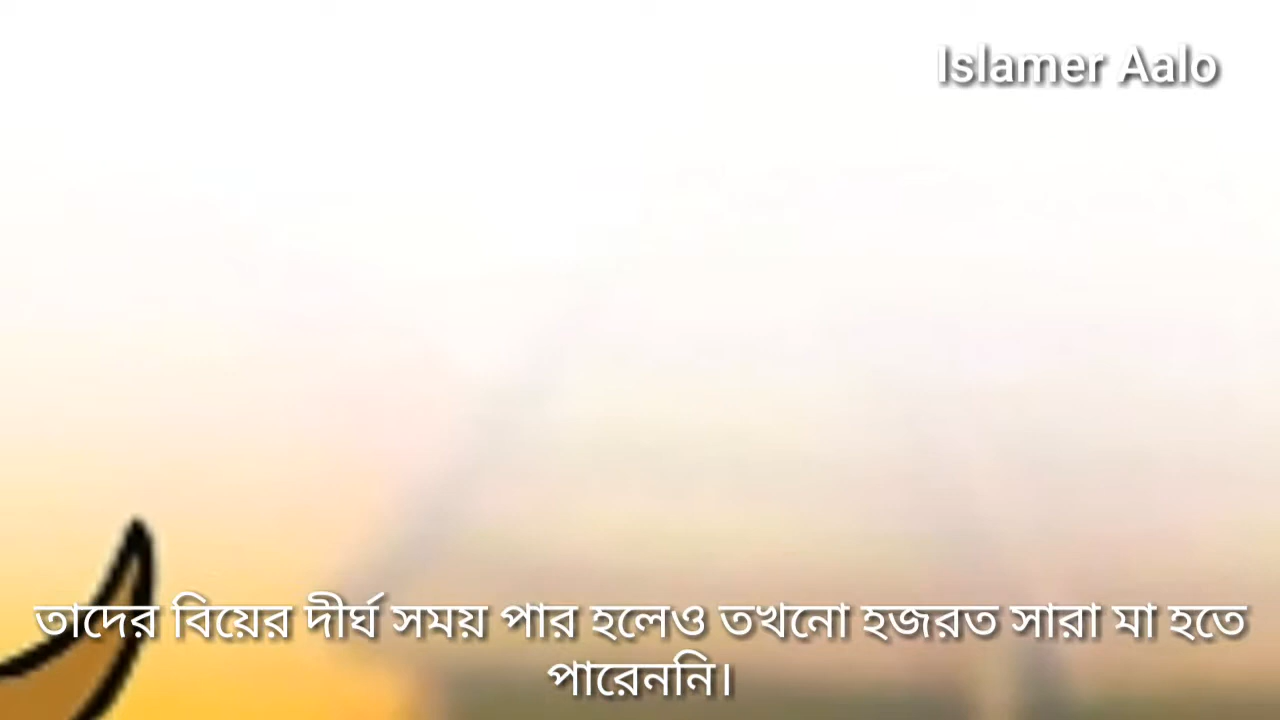 Islamer Aalo
তাদের বিয়ের দীর্ঘ সময় পার হলেও তখনো হজরত সারা মা হতে
পারেননি।